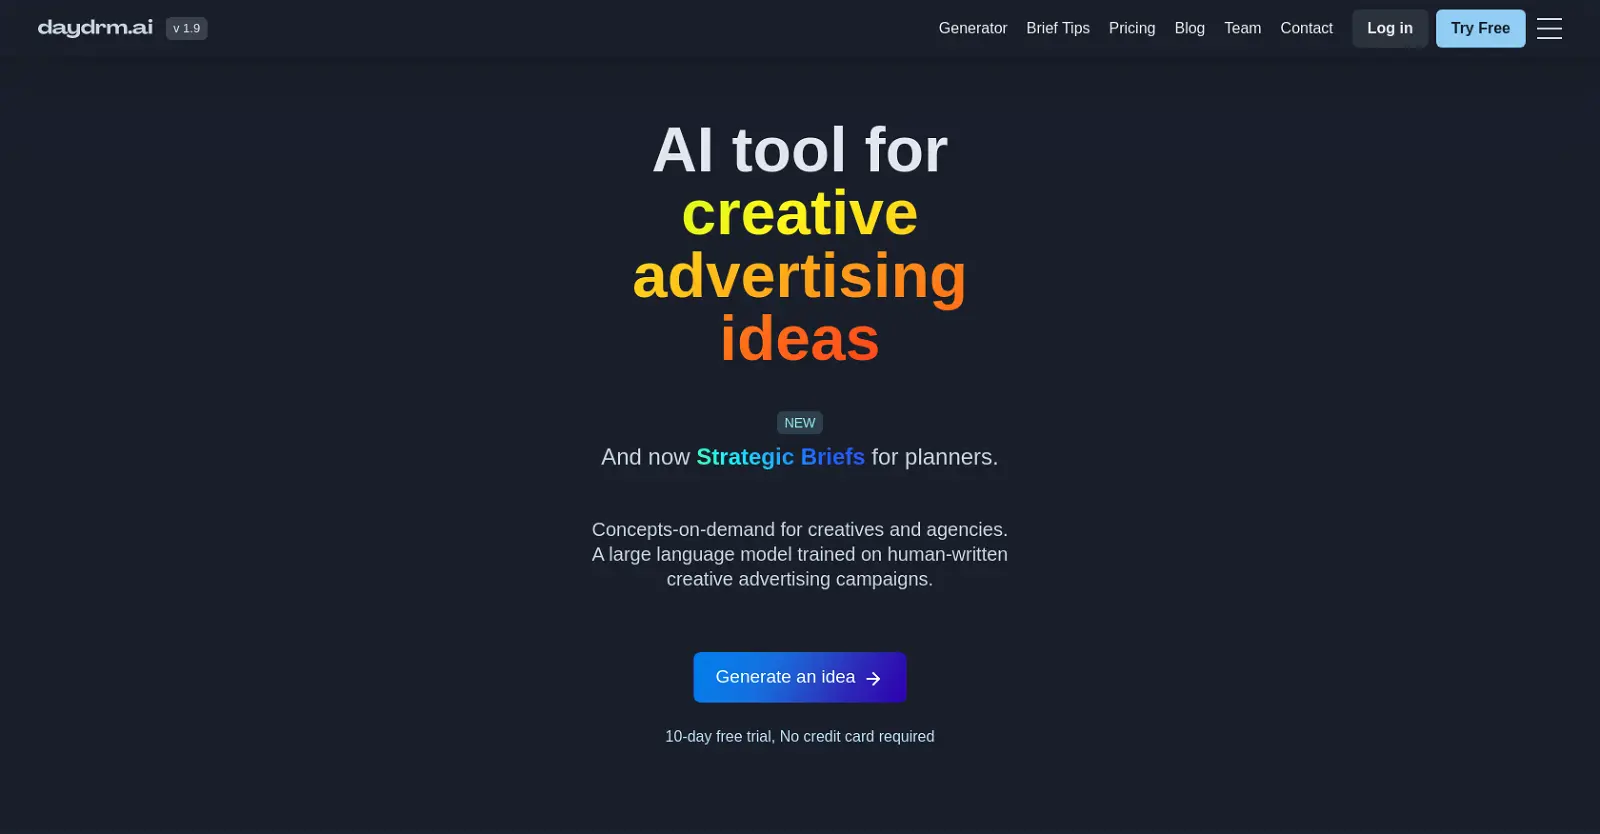 daydrm.ai v 1.9 Generator Brief Tips Pricing Blog Team Contact Log in Try Free
AI tool for
creative
advertising
ideas
NEW
And now Strategic Briefs for planners.
Concepts-on-demand for creatives and agencies.
A large language model trained on human-written
creative advertising campaigns.
Generate an idea →
10-day free trial, No credit card required